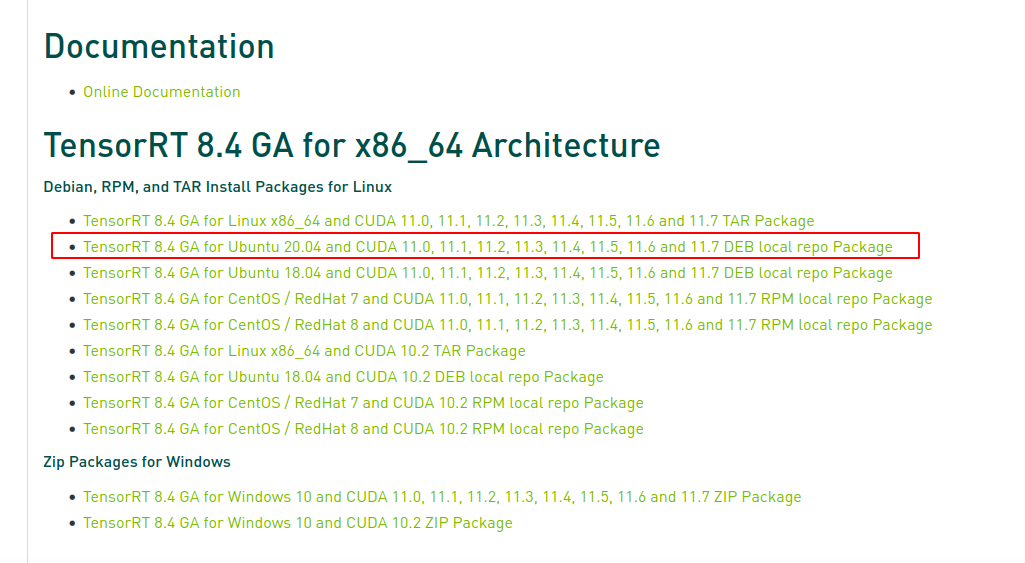 Documentation
Online Documentation
TensorRT 8.4 GA for x86_64 Architecture
Debian, RPM, and TAR Install Packages for Linux
TensorRT 8.4 GA for Linux x86_64 and CUDA 11.0, 11.1, 11.2, 11.3, 11.4, 11.5, 11.6 and 11.7 TAR Package
TensorRT 8.4 GA for Ubuntu 20.04 and CUDA 11.0, 11.1, 11.2, 11.3, 11.4, 11.5, 11.6 and 11.7 DEB local repo Package
TensorRT 8.4 GA for Ubuntu 18.04 and CUDA 11.0, 11.1, 11.2, 11.3, 11.4, 11.5, 11.6 and 11.7 DEB local repo Package
TensorRT 8.4 GA for CentOS / RedHat 7 and CUDA 11.0, 11.1, 11.2, 11.3, 11.4, 11.5, 11.6 and 11.7 RPM local repo Package
TensorRT 8.4 GA for CentOS / RedHat 8 and CUDA 11.0, 11.1, 11.2, 11.3, 11.4, 11.5, 11.6 and 11.7 RPM local repo Package
TensorRT 8.4 GA for Linux x86_64 and CUDA 10.2 TAR Package
TensorRT 8.4 GA for Ubuntu 18.04 and CUDA 10.2 DEB local repo Package
TensorRT 8.4 GA for CentOS / RedHat 7 and CUDA 10.2 RPM local repo Package
TensorRT 8.4 GA for CentOS / RedHat 8 and CUDA 10.2 RPM local repo Package
Zip Packages for Windows
TensorRT 8.4 GA for Windows 10 and CUDA 11.0, 11.1, 11.2, 11.3, 11.4, 11.5, 11.6 and 11.7 ZIP Package
TensorRT 8.4 GA for Windows 10 and CUDA 10.2 ZIP Package